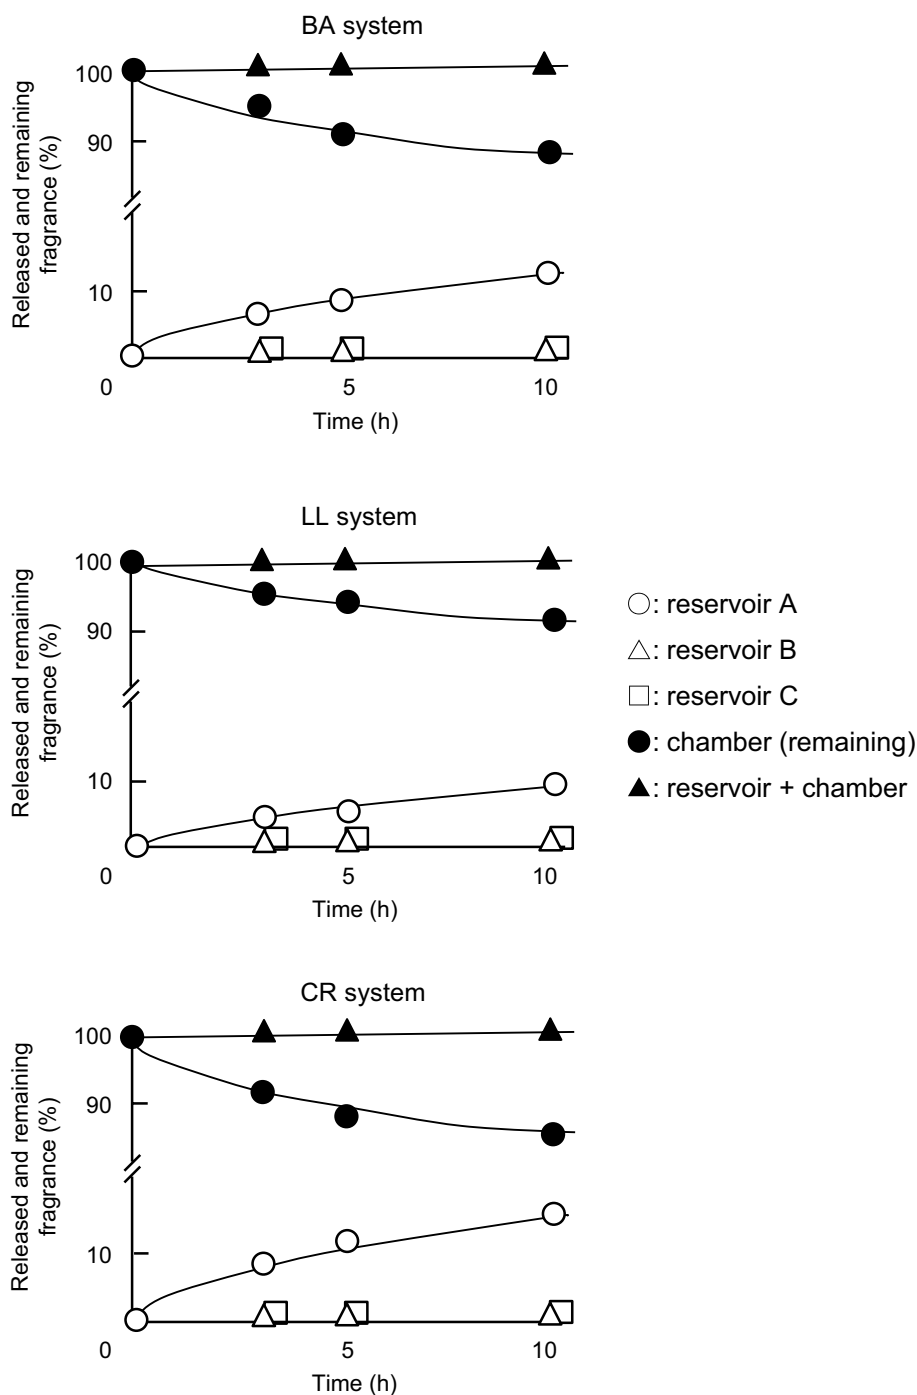 BA system
Released and remaining
fragrance (%)
100
90
10
0
5
10
Time (h)
LL system
Released and remaining
fragrance (%)
100
90
10
0
5
10
Time (h)
: reservoir A
: reservoir B
: reservoir C
: chamber (remaining)
: reservoir + chamber
CR system
Released and remaining
fragrance (%)
100
90
10
0
5
10
Time (h)